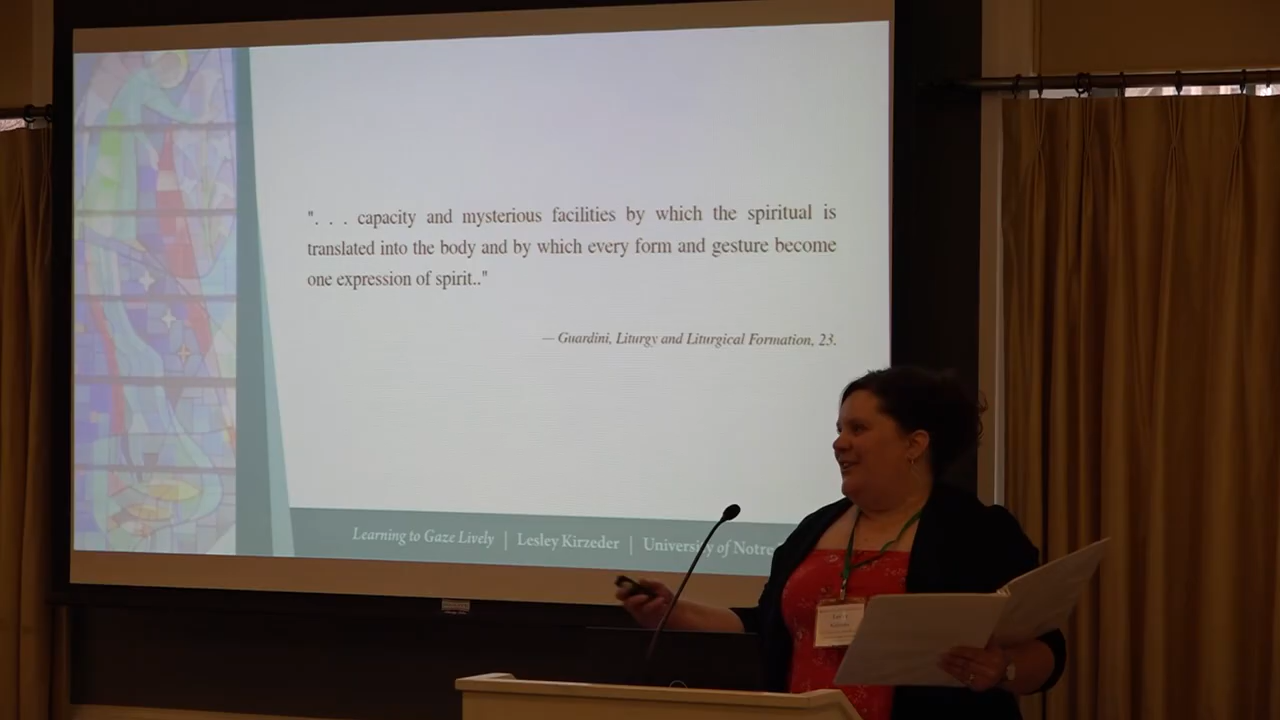 ". . . capacity and mysterious facilities by which the spiritual is
translated into the body and by which every form and gesture become
one expression of spirit.."
— Guardini, Liturgy and Liturgical Formation, 23.
Learning to Gaze Lively | Lesley Kirzeder | University of Notre